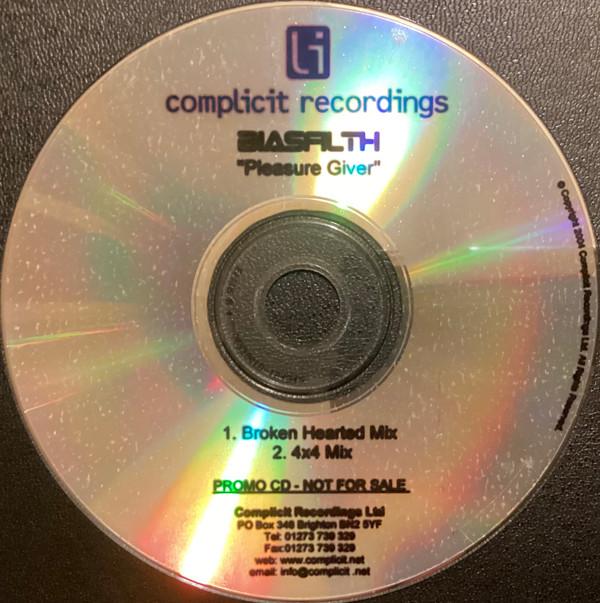 complicit recordings
BIASFILTH
"Pleasure Giver"
© Copyright 2004 Complicit Recordings Ltd. All Rights Reserved.
1. Broken Hearted Mix
2. 4x4 Mix
PROMO CD - NOT FOR SALE
Complicit Recordings Ltd
PO Box 346 Brighton BN2 5YF
Tel: 01273 739 329
Fax:01273 739 329
web: www.complicit.net
email: info@complicit .net